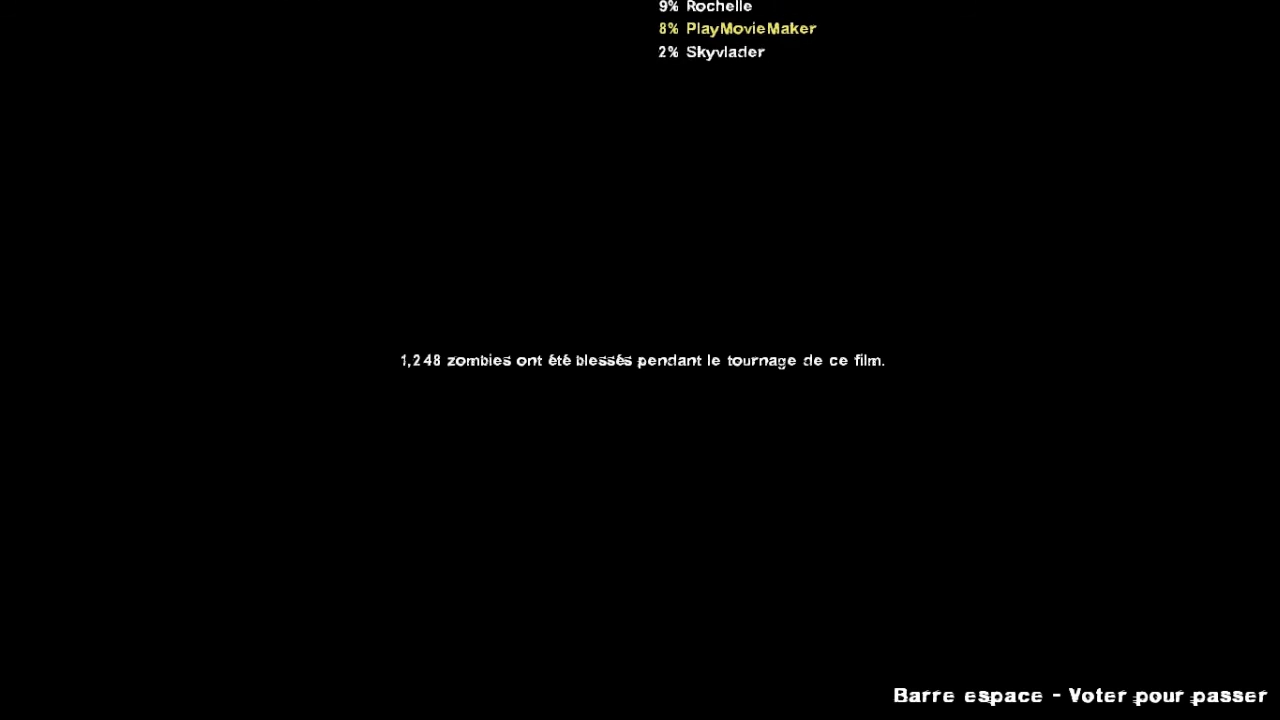 9% Rochelle
8% PlayMovieMaker
2% Skyvlader
1,248 zombies ont été blessés pendant le tournage de ce film.
Barre espace - Voter pour passer